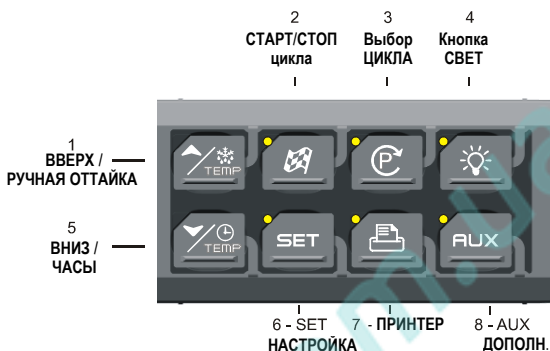 2
СТАРТ/СТОП
цикла
3
Выбор
ЦИКЛА
4
Кнопка
СВЕТ
1
ВВЕРХ /
РУЧНАЯ ОТТАЙКА
TEMP
P
5
ВНИЗ /
ЧАСЫ
TEMP
SET
AUX
6 - SET
НАСТРОЙКА
7 - ПРИНТЕР
8 - AUX
ДОПОЛН.
m.ua